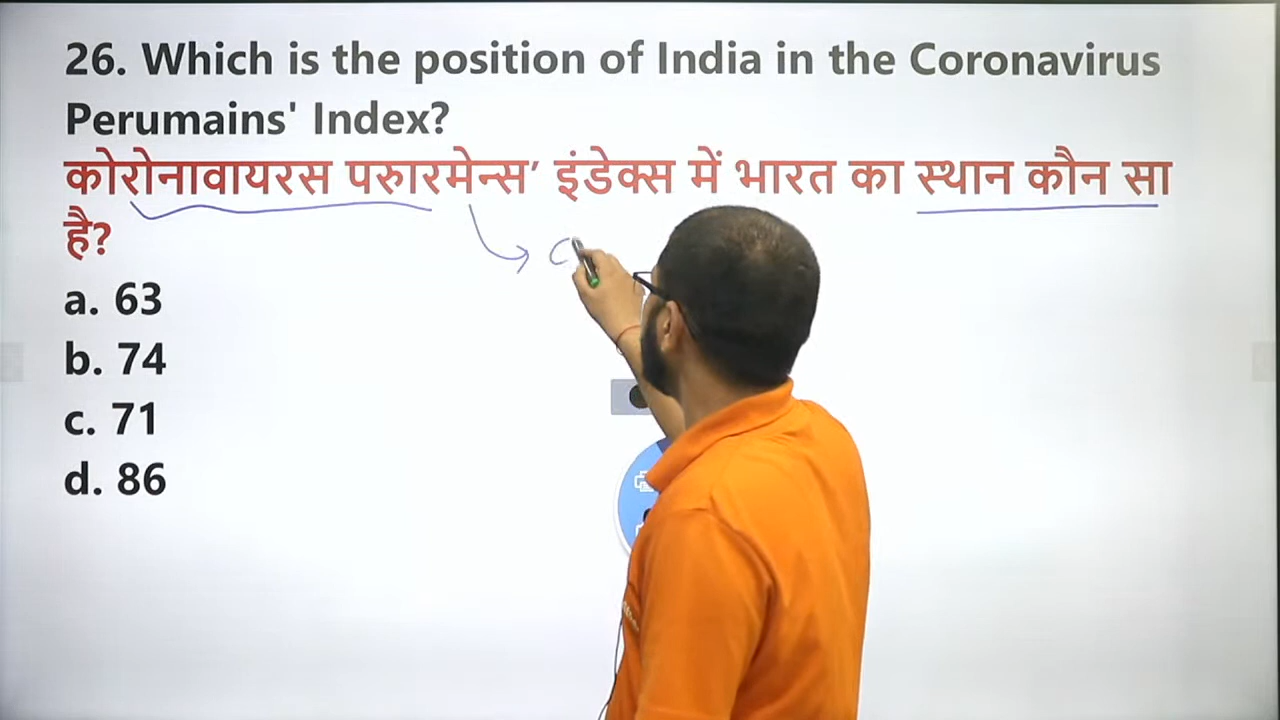 26. Which is the position of India in the Coronavirus
Perumains' Index?
कोरोनावायरस परुारमेन्स’ इंडेक्स में भारत का स्थान कौन सा
है?
a. 63
b. 74
c. 71
d. 86